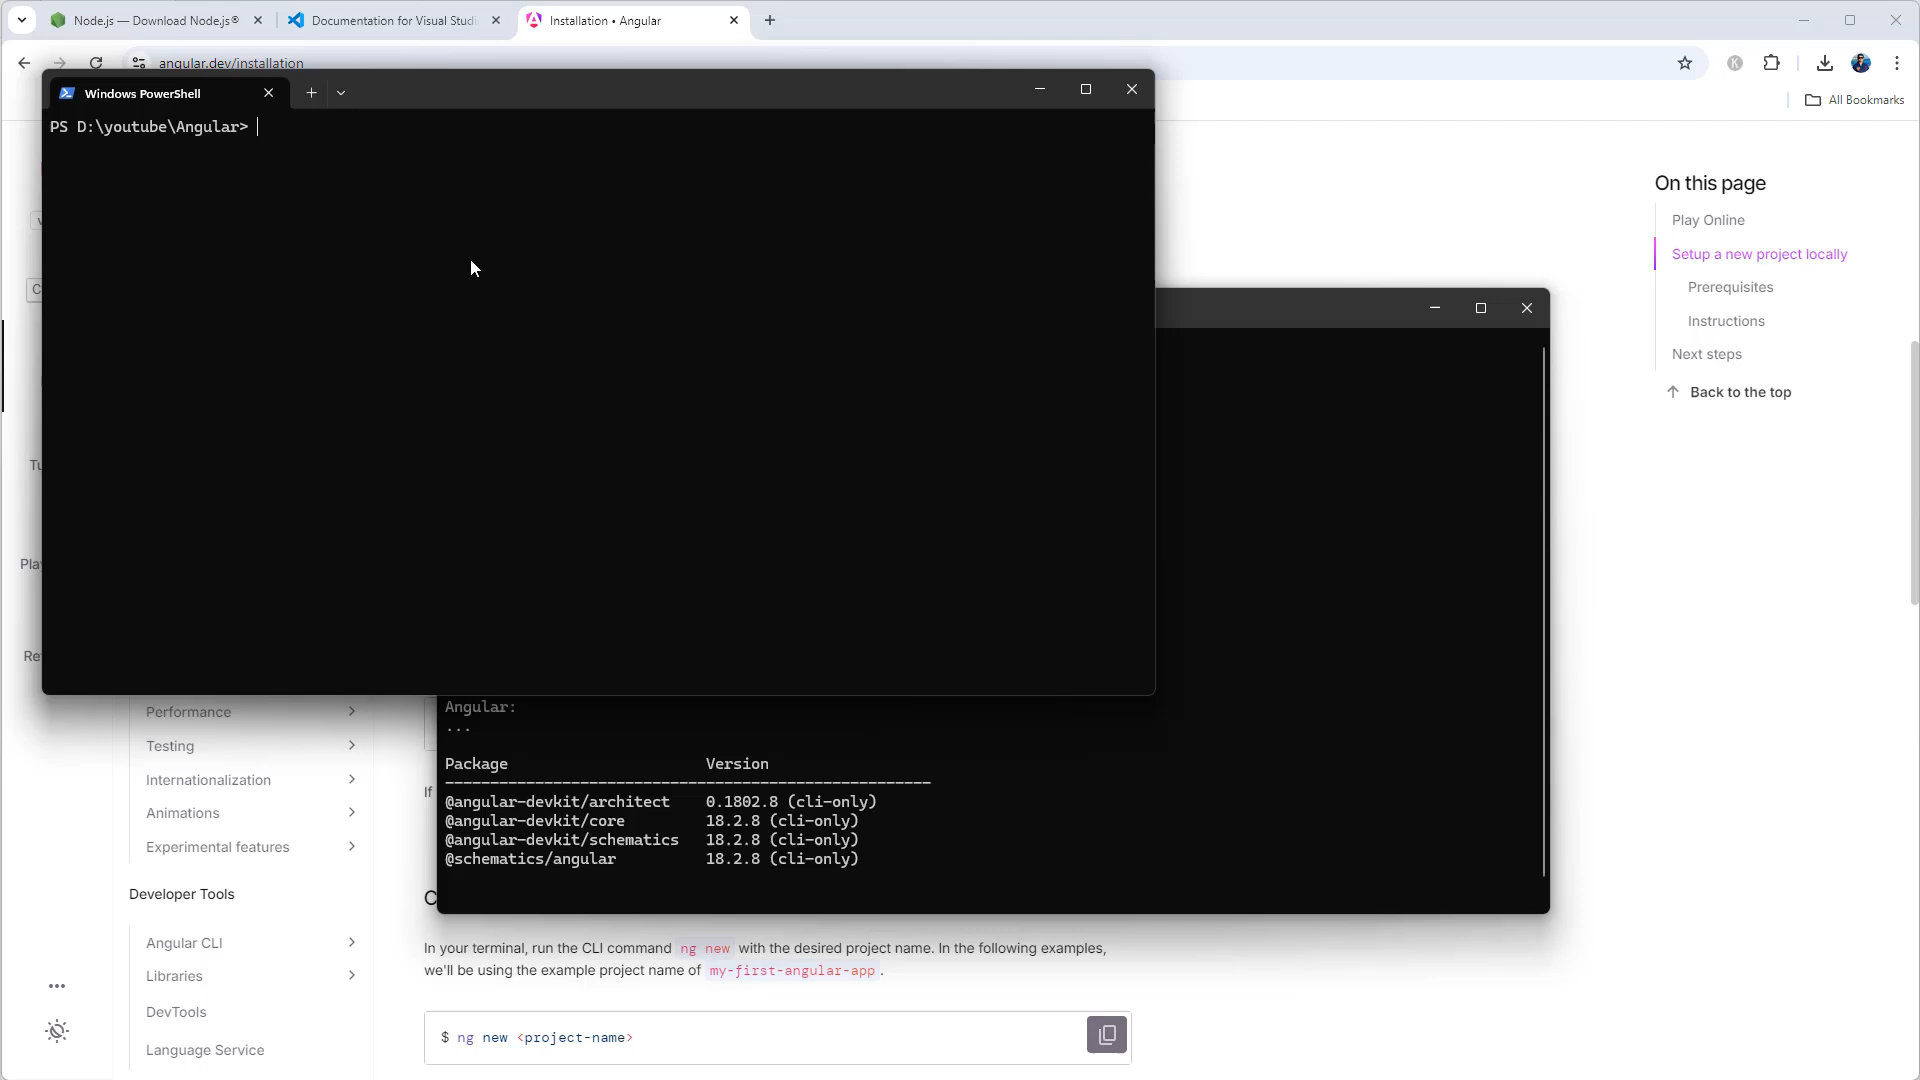 Node.js — Download Node.js®
Documentation for Visual Studi
Installation • Angular
angular.dev/installation
K
All Bookmarks
Windows PowerShell
PS D:\youtube\Angular>
On this page
Play Online
Setup a new project locally
Prerequisites
Instructions
Next steps
Back to the top
Angular:
...
Package Version
@angular-devkit/architect 0.1802.8 (cli-only)
@angular-devkit/core 18.2.8 (cli-only)
@angular-devkit/schematics 18.2.8 (cli-only)
@schematics/angular 18.2.8 (cli-only)
Performance
Testing
Internationalization
Animations
Experimental features
Developer Tools
Angular CLI
Libraries
DevTools
Language Service
If
In your terminal, run the CLI command ng new with the desired project name. In the following examples,
we'll be using the example project name of my-first-angular-app.
$ ng new <project-name>